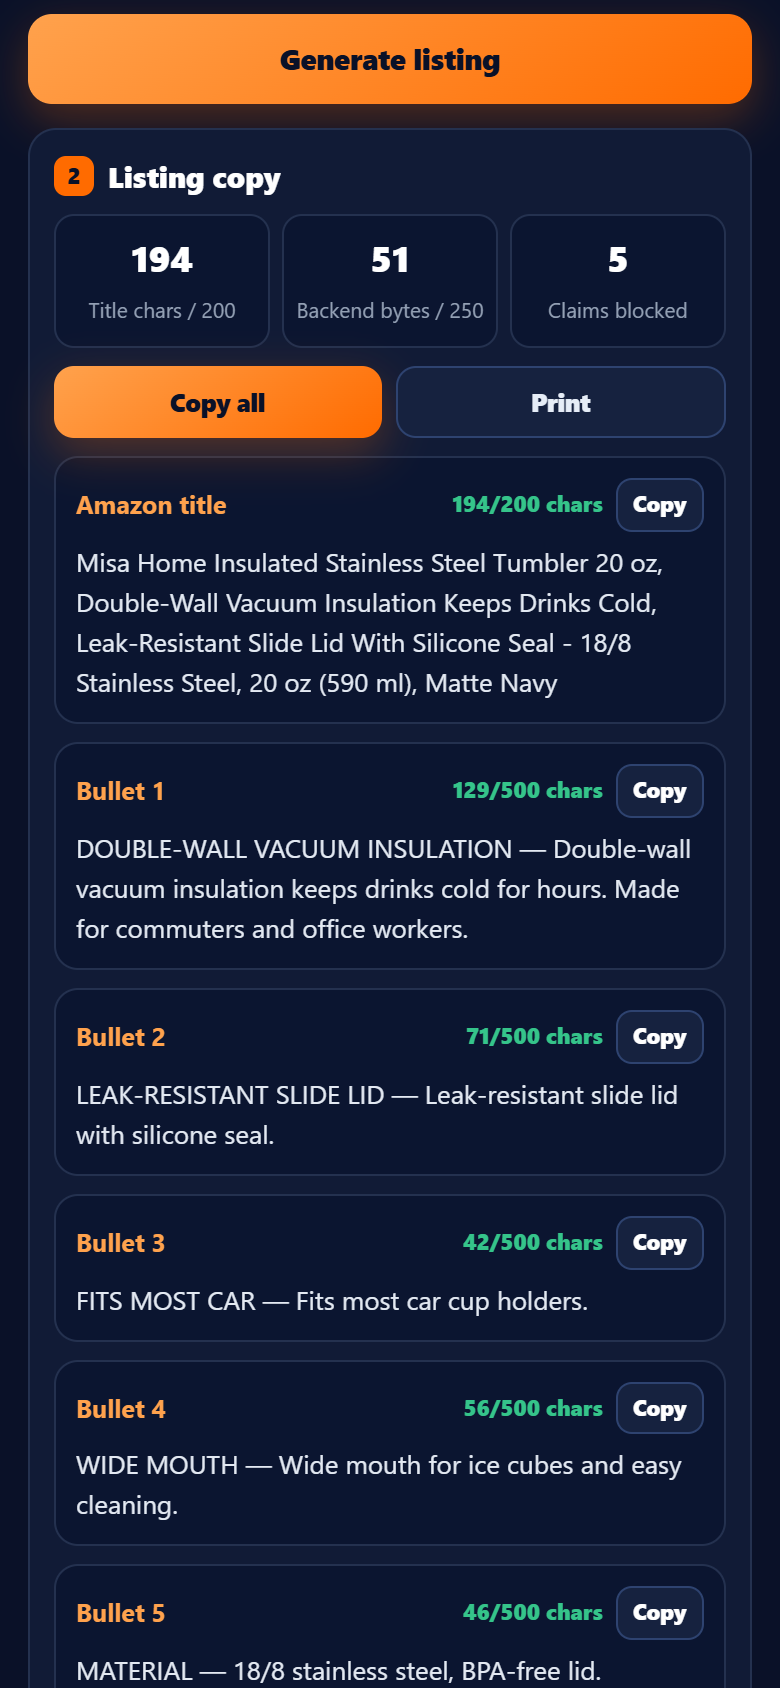 Generate listing
2 Listing copy
194 51 5
Title chars / 200 Backend bytes / 250 Claims blocked
Copy all Print
Amazon title 194/200 chars Copy
Misa Home Insulated Stainless Steel Tumbler 20 oz,
Double-Wall Vacuum Insulation Keeps Drinks Cold,
Leak-Resistant Slide Lid With Silicone Seal - 18/8
Stainless Steel, 20 oz (590 ml), Matte Navy
Bullet 1 129/500 chars Copy
DOUBLE-WALL VACUUM INSULATION — Double-wall
vacuum insulation keeps drinks cold for hours. Made
for commuters and office workers.
Bullet 2 71/500 chars Copy
LEAK-RESISTANT SLIDE LID — Leak-resistant slide lid
with silicone seal.
Bullet 3 42/500 chars Copy
FITS MOST CAR — Fits most car cup holders.
Bullet 4 56/500 chars Copy
WIDE MOUTH — Wide mouth for ice cubes and easy
cleaning.
Bullet 5 46/500 chars Copy
MATERIAL — 18/8 stainless steel, BPA-free lid.